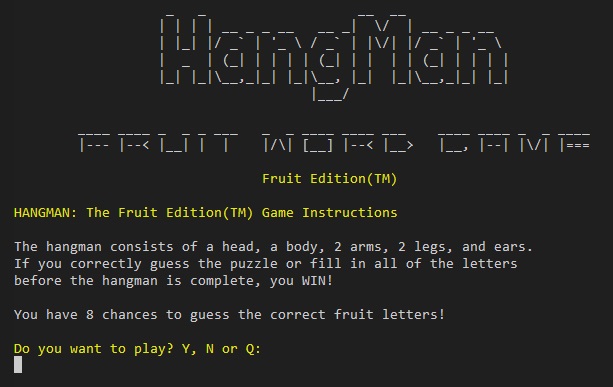 HangMan
FRUIT WORD GAME
Fruit Edition(TM)
HANGMAN: The Fruit Edition(TM) Game Instructions
The hangman consists of a head, a body, 2 arms, 2 legs, and ears.
If you correctly guess the puzzle or fill in all of the letters
before the hangman is complete, you WIN!
You have 8 chances to guess the correct fruit letters!
Do you want to play? Y, N or Q: